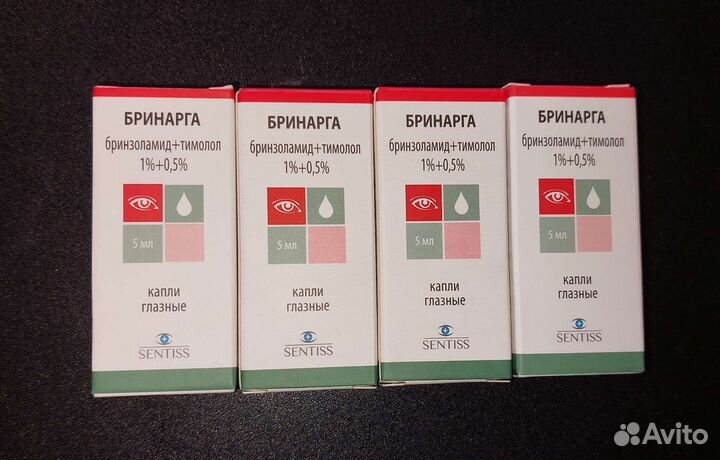 БРИНАРГА
бринзоламид+тимолол
1%+0,5%
5 мл
капли
глазные
SENTISS
БРИНАРГА
бринзоламид+тимолол
1%+0,5%
5 мл
капли
глазные
SENTISS
БРИНАРГА
бринзоламид+тимолол
1%+0,5%
5 мл
капли
глазные
SENTISS
БРИНАРГА
бринзоламид+тимолол
1%+0,5%
5 мл
капли
глазные
SENTISS
Avito